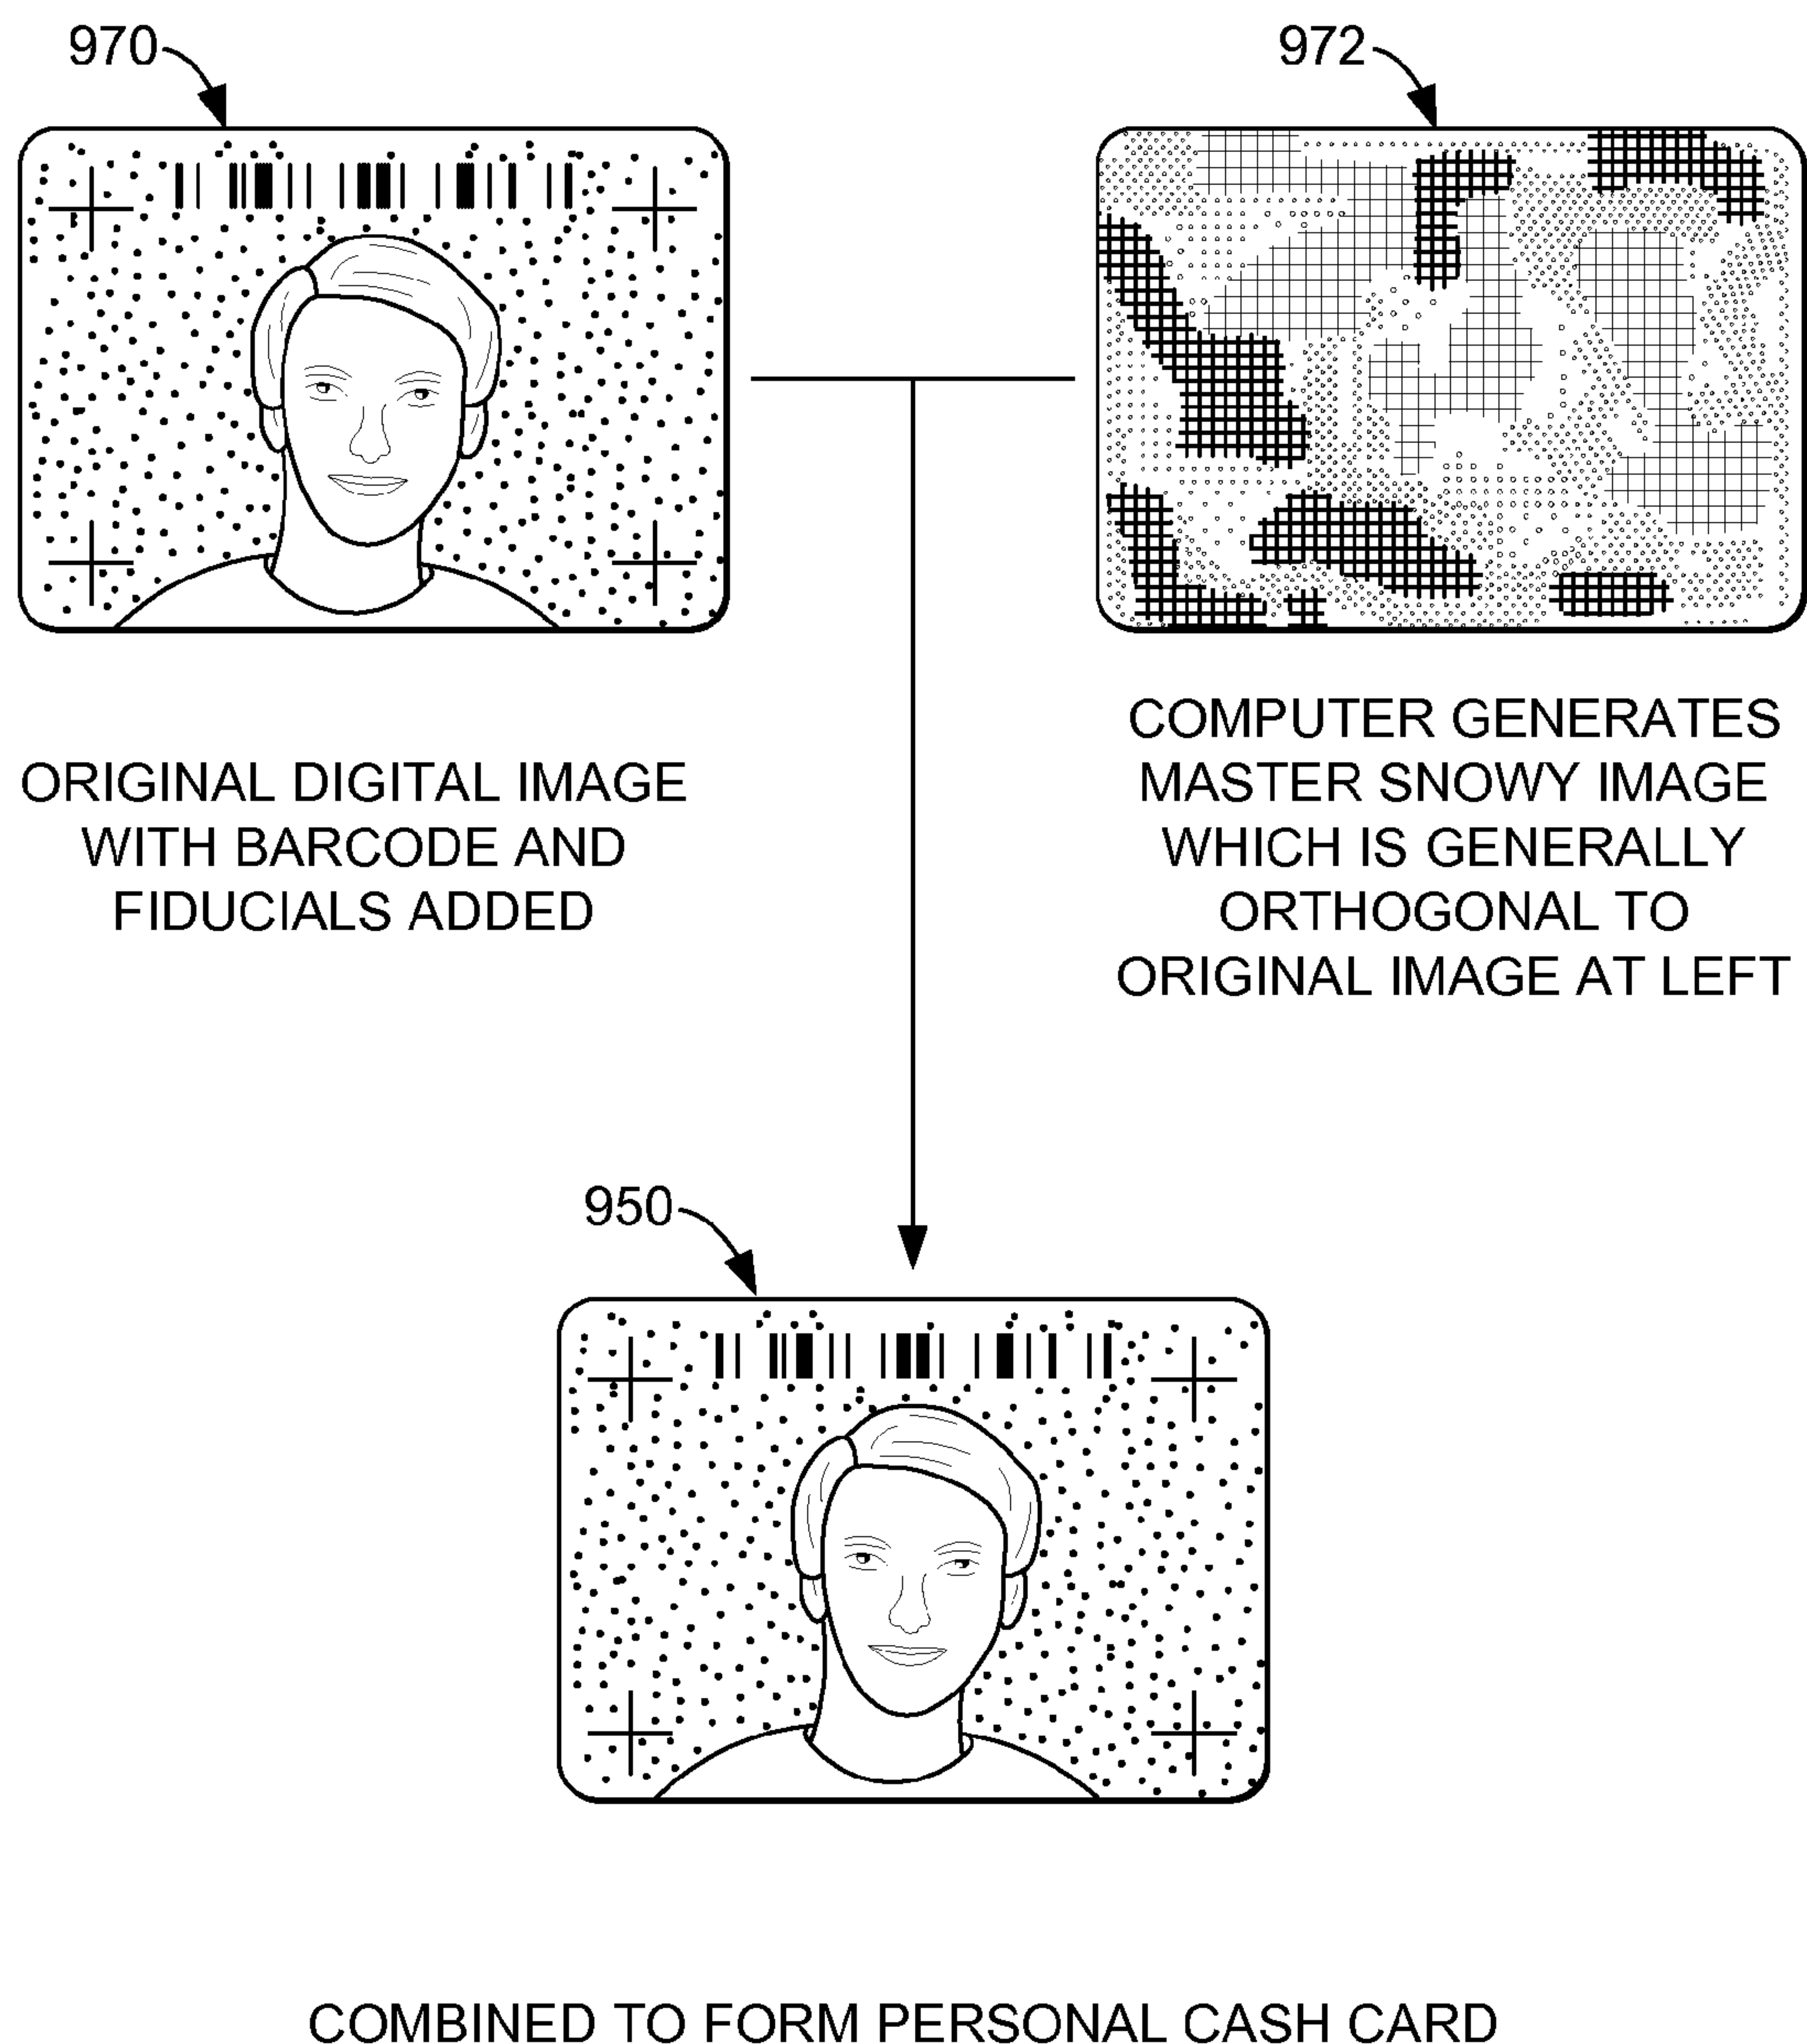 970
972
ORIGINAL DIGITAL IMAGE
WITH BARCODE AND
FIDUCIALS ADDED
COMPUTER GENERATES
MASTER SNOWY IMAGE
WHICH IS GENERALLY
ORTHOGONAL TO
ORIGINAL IMAGE AT LEFT
950
COMBINED TO FORM PERSONAL CASH CARD